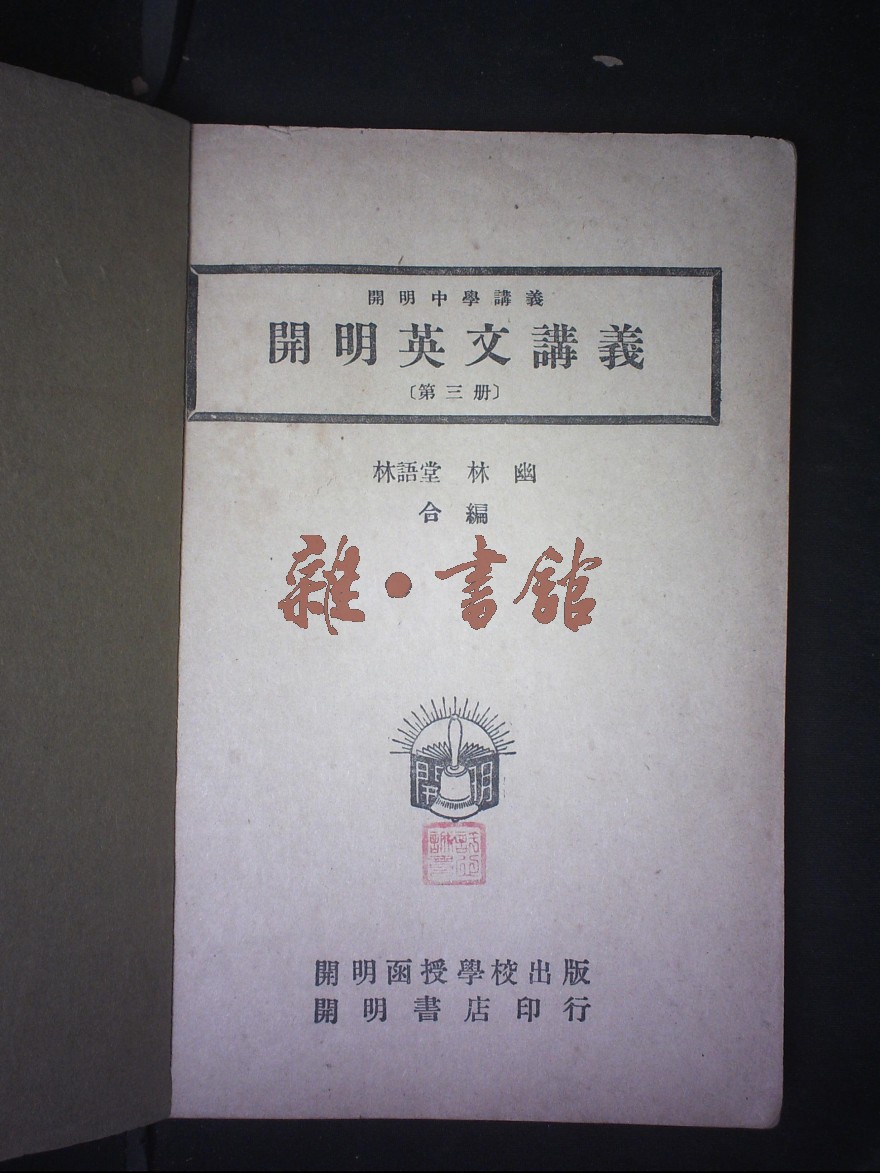 開明中學講義
開明英文講義
〔第三册〕
林語堂 林幽
合編
雜·書館
開明
開明函授學校出版
開明書店印行